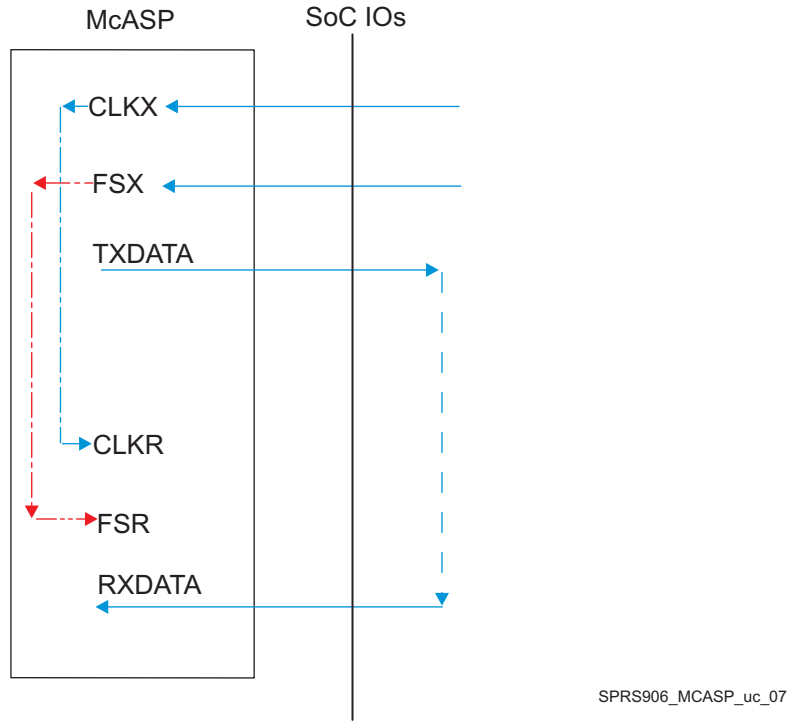 McASP
SoC IOs
CLKX
FSX
TXDATA
CLKR
FSR
RXDATA
SPRS906_MCASP_uc_07